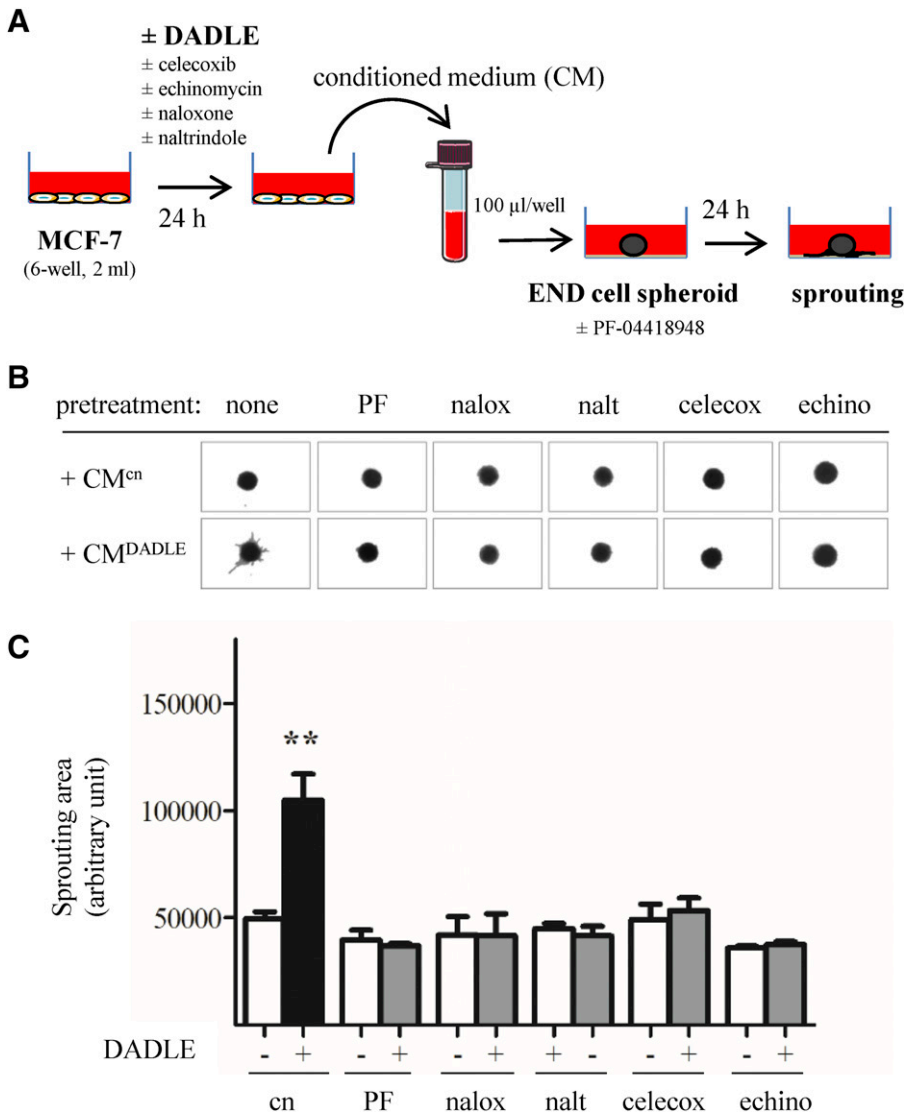 A
± DADLE
± celecoxib
± echinomycin
± naloxone
± naltrindole
conditioned medium (CM)
24 h
100 µl/well
24 h
MCF-7
(6-well, 2 ml)
END cell spheroid
± PF-04418948
sprouting
B
pretreatment: none PF nalox nalt celecox echino
+ CMcn
+ CMDADLE
C
Sprouting area
(arbitrary unit)
150000
100000
50000
**
DADLE - + - + - + + - - + - +
cn PF nalox nalt celecox echino